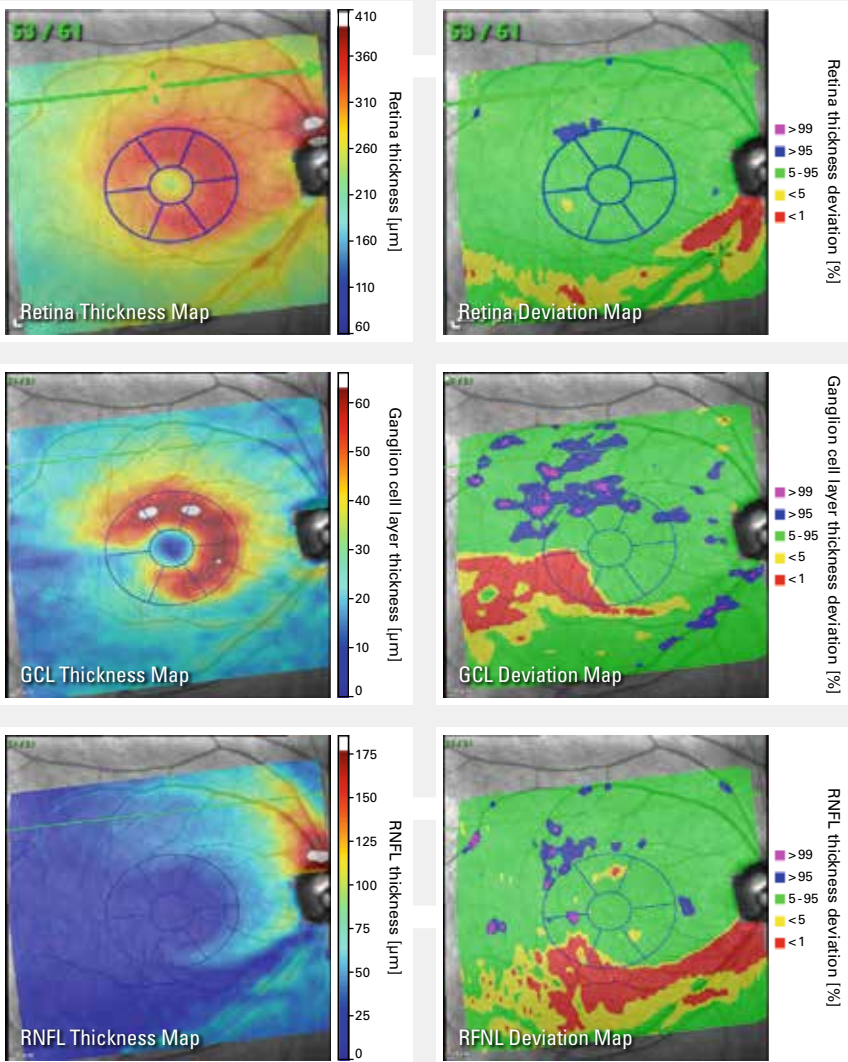 53 / 61
410
360
310
260
210
160
110
60
Retina thickness [µm]
Retina Thickness Map
53 / 61
>99
>95
5-95
<5
<1
Retina thickness deviation [%]
Retina Deviation Map
60
50
40
30
20
10
0
Ganglion cell layer thickness [µm]
GCL Thickness Map
>99
>95
5-95
<5
<1
Ganglion cell layer thickness deviation [%]
GCL Deviation Map
175
150
125
100
75
50
25
0
RNFL thickness [µm]
RNFL Thickness Map
>99
>95
5-95
<5
<1
RNFL thickness deviation [%]
RFNL Deviation Map